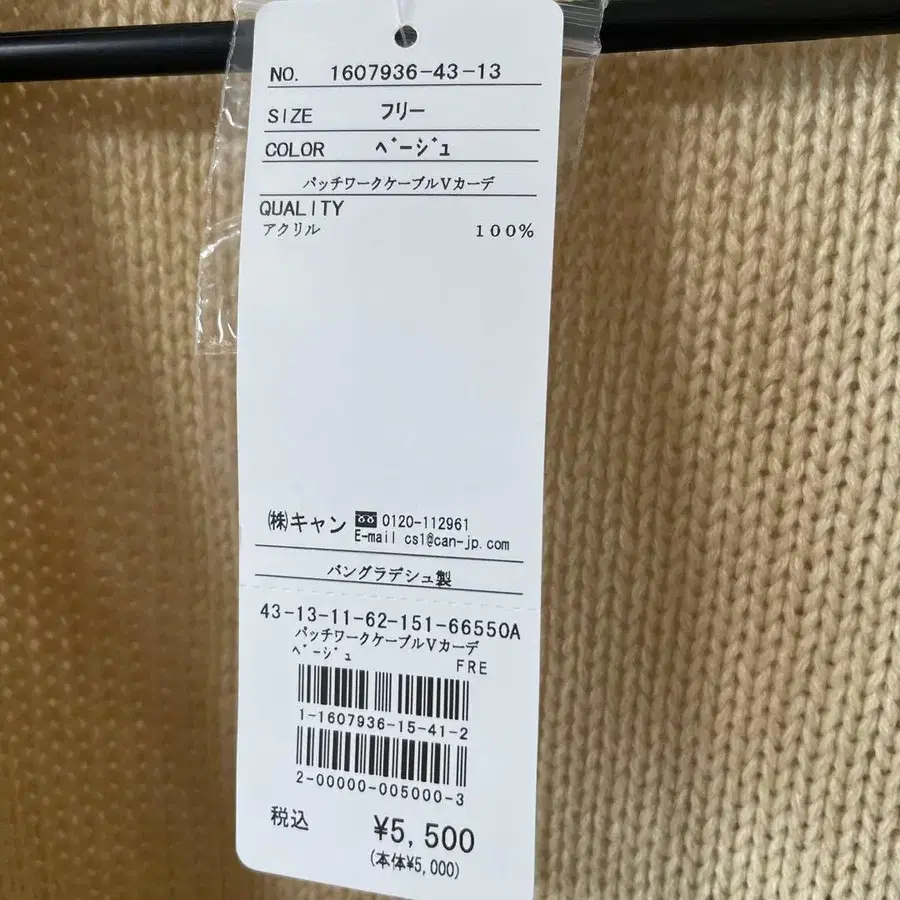 NO. 1607936-43-13
SIZE フリー
COLOR ﾍﾞｰｼﾞｭ
パッチワークケーブルVカーデ
QUALITY
アクリル 100%
㈱キャン 0120-112961
E-mail cs1@can-jp.com
バングラデシュ製
43-13-11-62-151-66550A
パッチワークケーブルVカーデ
ﾍﾞｰｼﾞｭ FRE
1-1607936-15-41-2
2-00000-005000-3
税込 ¥5,500
(本体¥5,000)